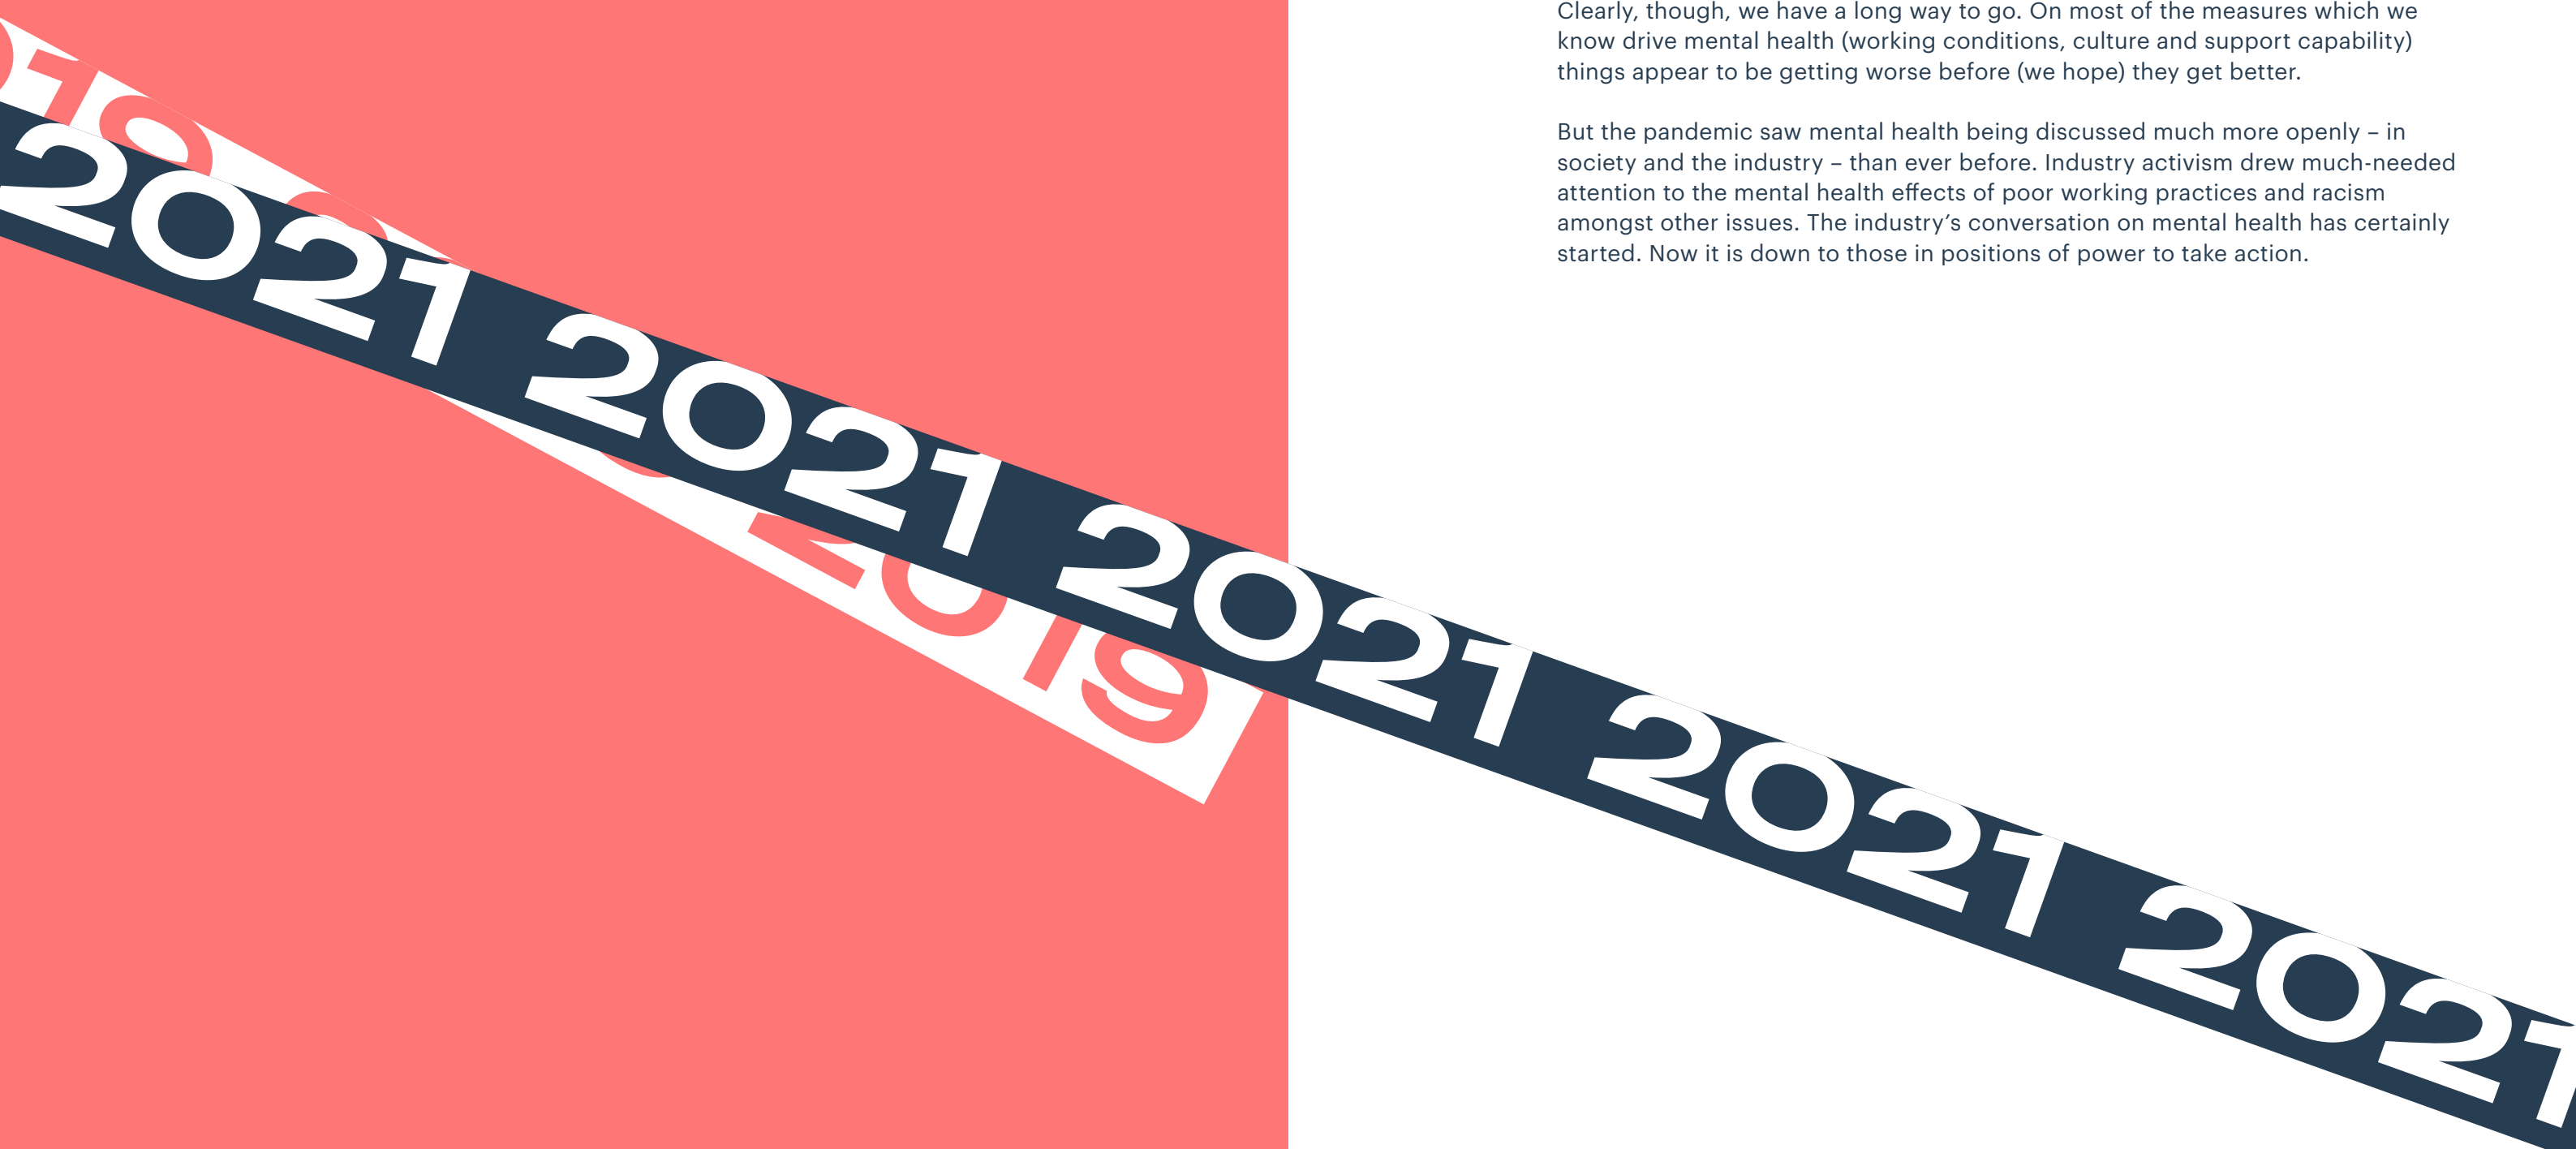 Clearly, though, we have a long way to go. On most of the measures which we
know drive mental health (working conditions, culture and support capability)
things appear to be getting worse before (we hope) they get better.
But the pandemic saw mental health being discussed much more openly – in
society and the industry – than ever before. Industry activism drew much-needed
attention to the mental health effects of poor working practices and racism
amongst other issues. The industry’s conversation on mental health has certainly
started. Now it is down to those in positions of power to take action.
2021 2021 2021 2021 2021
2019